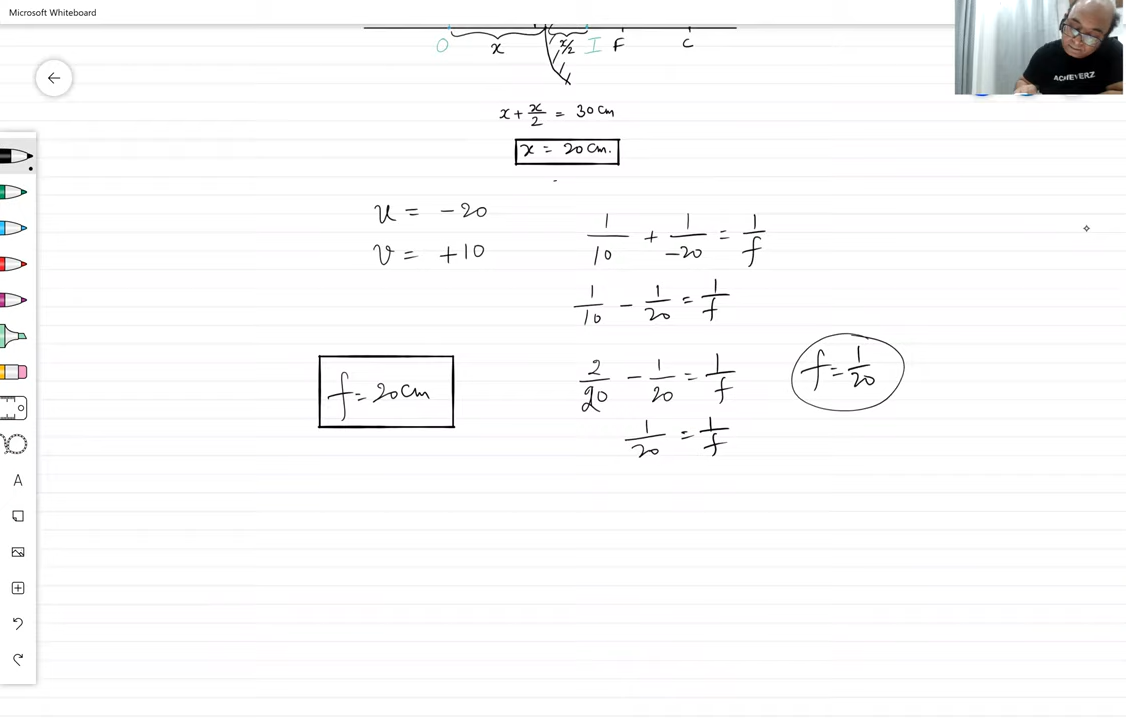 Microsoft Whiteboard
O x x/2 I F C
ACHEVERZ
x + x/2 = 30 cm
x = 20 cm.
u = -20
v = +10
1/10 + 1/-20 = 1/f
1/10 - 1/20 = 1/f
2/20 - 1/20 = 1/f
f = 1/20
f = 20 cm
1/20 = 1/f
A